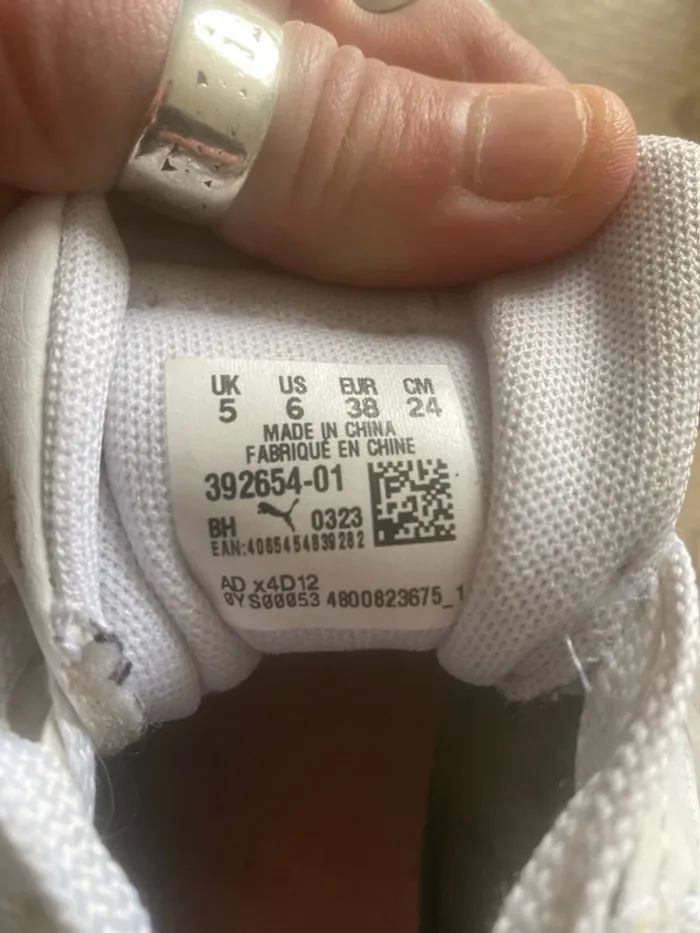 UK US EUR CM
5 6 38 24
MADE IN CHINA
FABRIQUÉ EN CHINE
392654-01
BH 0323
EAN:4065454839282
AD x4D12
0YS00053 4800823675_1